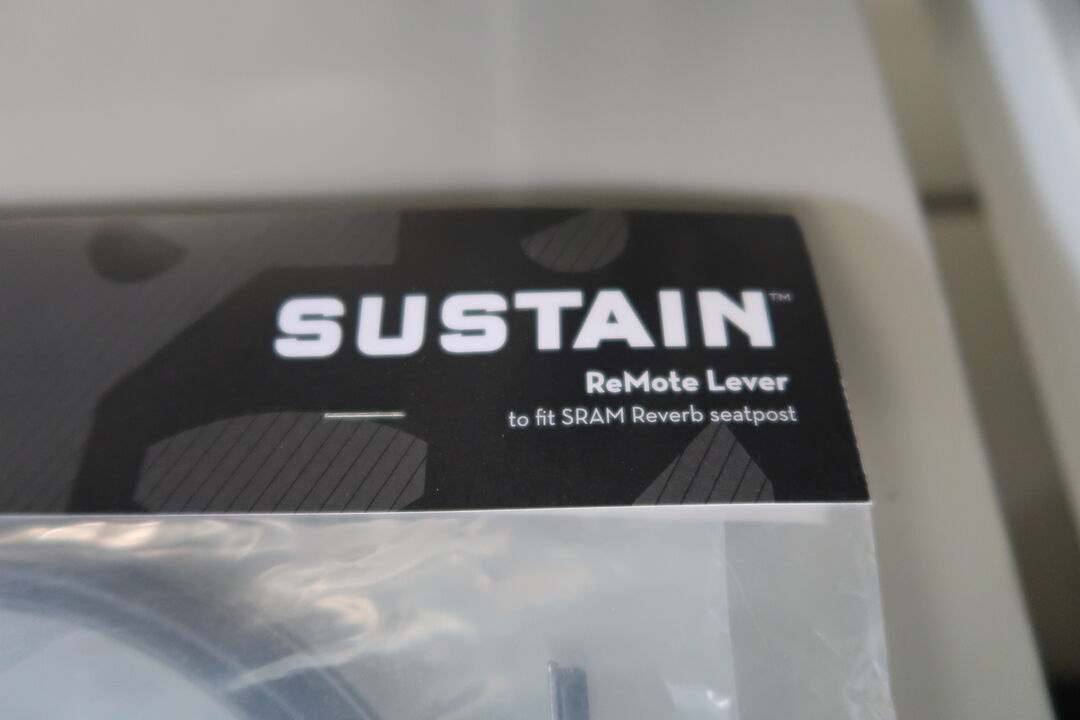 SUSTAIN™
ReMote Lever
to fit SRAM Reverb seatpost